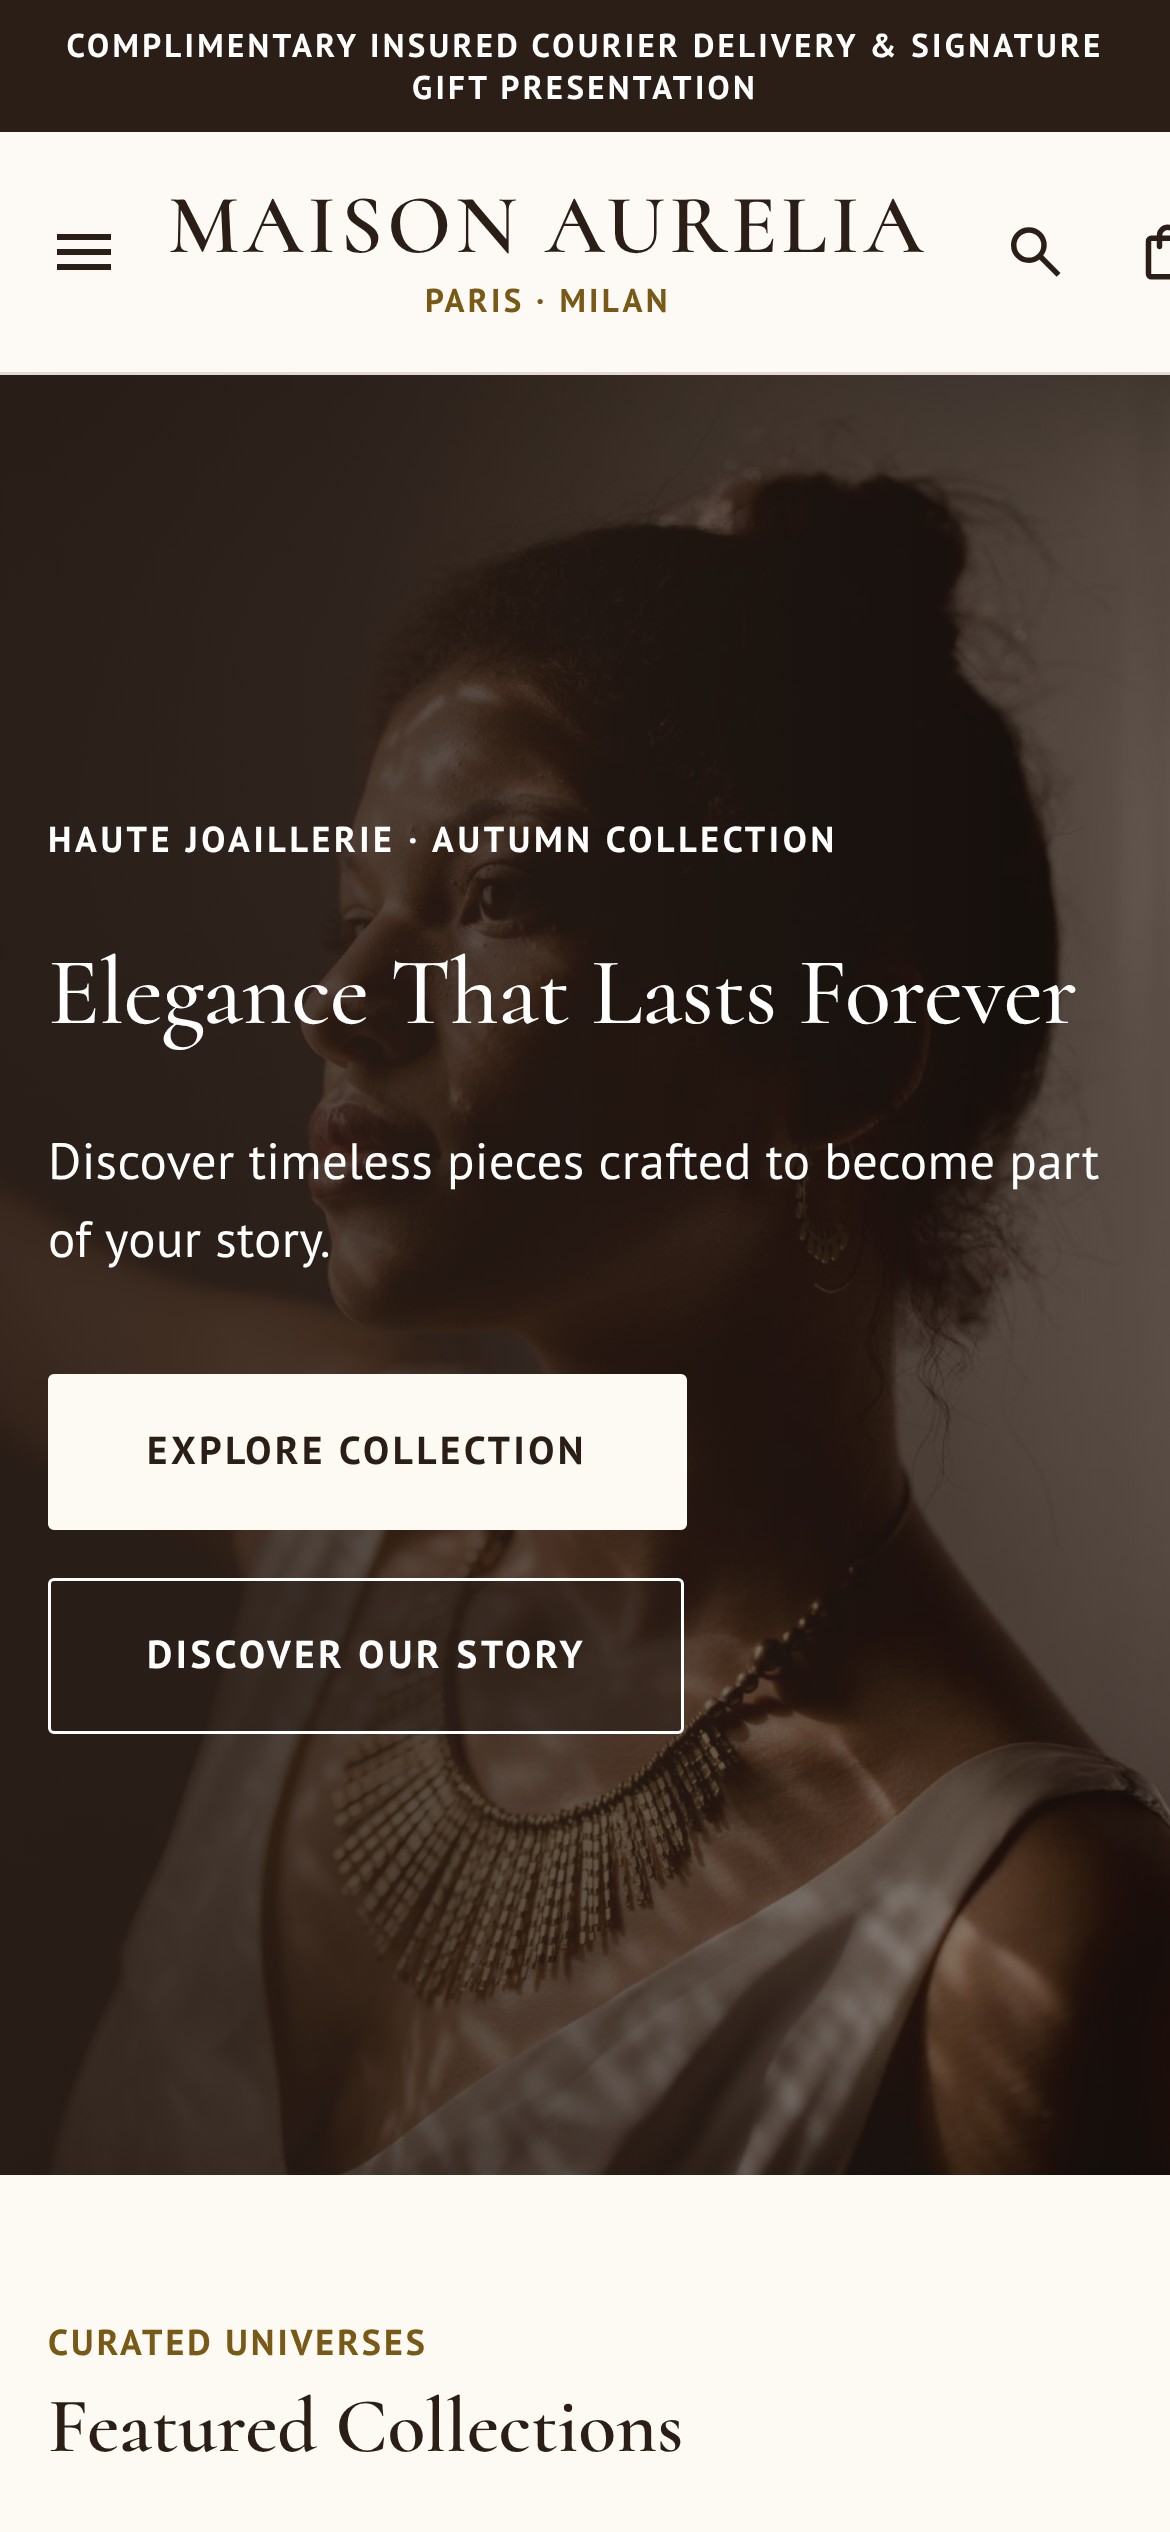 COMPLIMENTARY INSURED COURIER DELIVERY & SIGNATURE
GIFT PRESENTATION
MAISON AURELIA
PARIS · MILAN
HAUTE JOAILLERIE · AUTUMN COLLECTION
Elegance That Lasts Forever
Discover timeless pieces crafted to become part
of your story.
EXPLORE COLLECTION
DISCOVER OUR STORY
CURATED UNIVERSES
Featured Collections